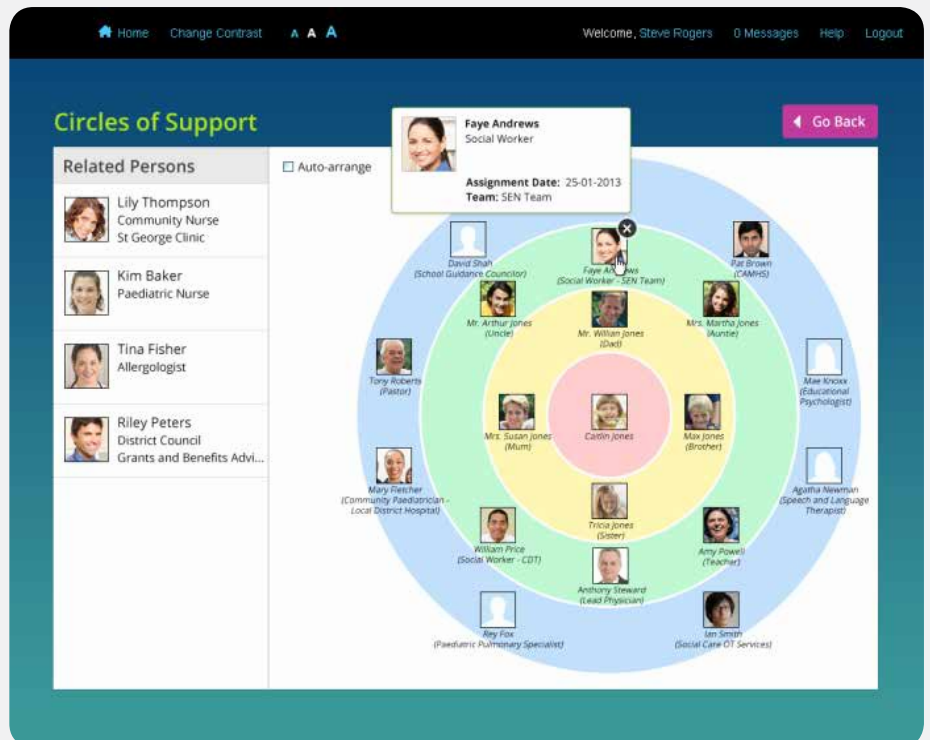 Home Change Contrast A A A Welcome, Steve Rogers 0 Messages Help Logout
Circles of Support
Go Back
Related Persons
Lily Thompson
Community Nurse
St George Clinic
Kim Baker
Paediatric Nurse
Tina Fisher
Allergologist
Riley Peters
District Council
Grants and Benefits Advi...
Auto-arrange
Faye Andrews
Social Worker
Assignment Date: 25-01-2013
Team: SEN Team
David Shah
(School Guidance Councilor)
Faye An ws
(Social Worker - SEN Team)
Pat Brown
(CAMHS)
Mr. Arthur Jones
(Uncle)
Mr. Willian Jones
(Dad)
Mrs. Martha Jones
(Auntie)
Tony Roberts
(Pastor)
Mae Knoxx
(Educational
Psychologist)
Mrs. Susan Jones
(Mum)
Caitlin Jones
Max Jones
(Brother)
Mary Fletcher
(Community Paediatrician -
Local District Hospital)
Agatha Newman
(Speech and Language
Therapist)
Tricia Jones
(Sister)
William Price
(Social Worker - CDT)
Amy Powell
(Teacher)
Anthony Steward
(Lead Physician)
Rey Fox
(Paediatric Pulmonary Specialist)
Ian Smith
(Social Care OT Services)